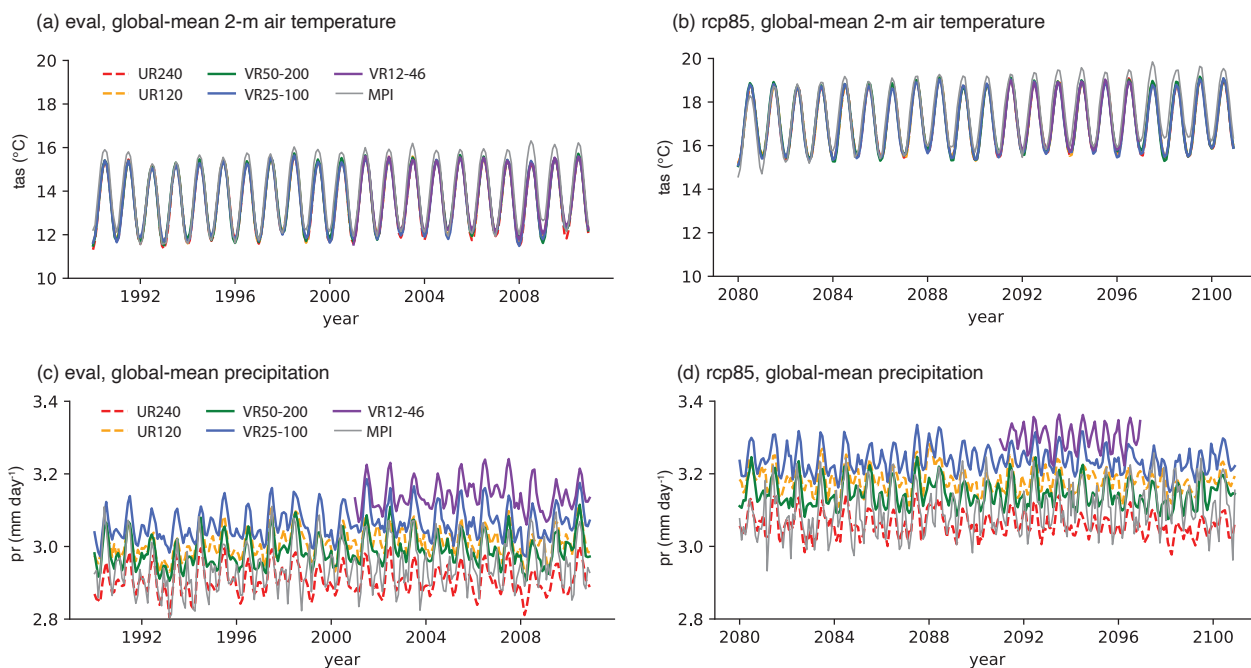 (a) eval, global-mean 2-m air temperature
20
18
16
14
12
10
tas (°C)
UR240 VR50-200 VR12-46
UR120 VR25-100 MPI
1992 1996 2000 2004 2008
year
(b) rcp85, global-mean 2-m air temperature
20
18
16
14
12
10
tas (°C)
2080 2084 2088 2092 2096 2100
year
(c) eval, global-mean precipitation
3.4
3.2
3.0
2.8
pr (mm day⁻¹)
UR240 VR50-200 VR12-46
UR120 VR25-100 MPI
1992 1996 2000 2004 2008
year
(d) rcp85, global-mean precipitation
3.4
3.2
3.0
2.8
pr (mm day⁻¹)
2080 2084 2088 2092 2096 2100
year